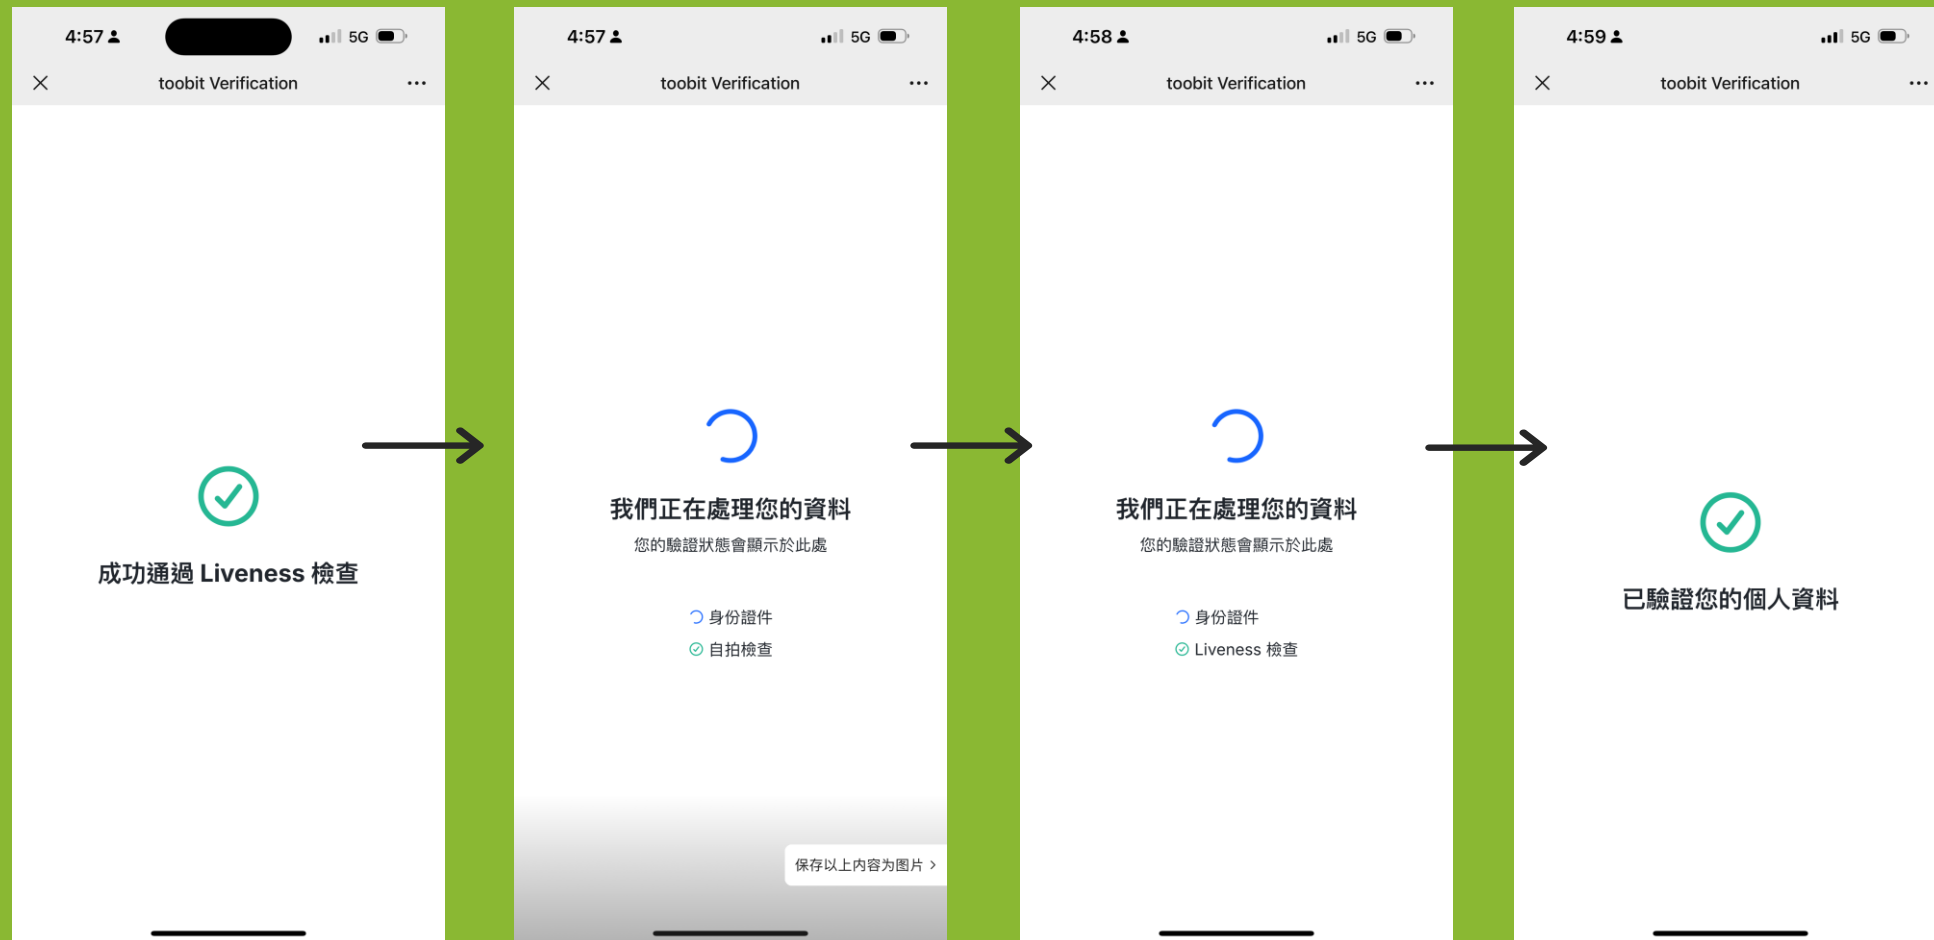 4:57
5G
toobit Verification
成功通過 Liveness 檢查
4:57
5G
toobit Verification
我們正在處理您的資料
您的驗證狀態會顯示於此處
身份證件
自拍檢查
保存以上内容为图片
4:58
5G
toobit Verification
我們正在處理您的資料
您的驗證狀態會顯示於此處
身份證件
Liveness 檢查
4:59
5G
toobit Verification
已驗證您的個人資料